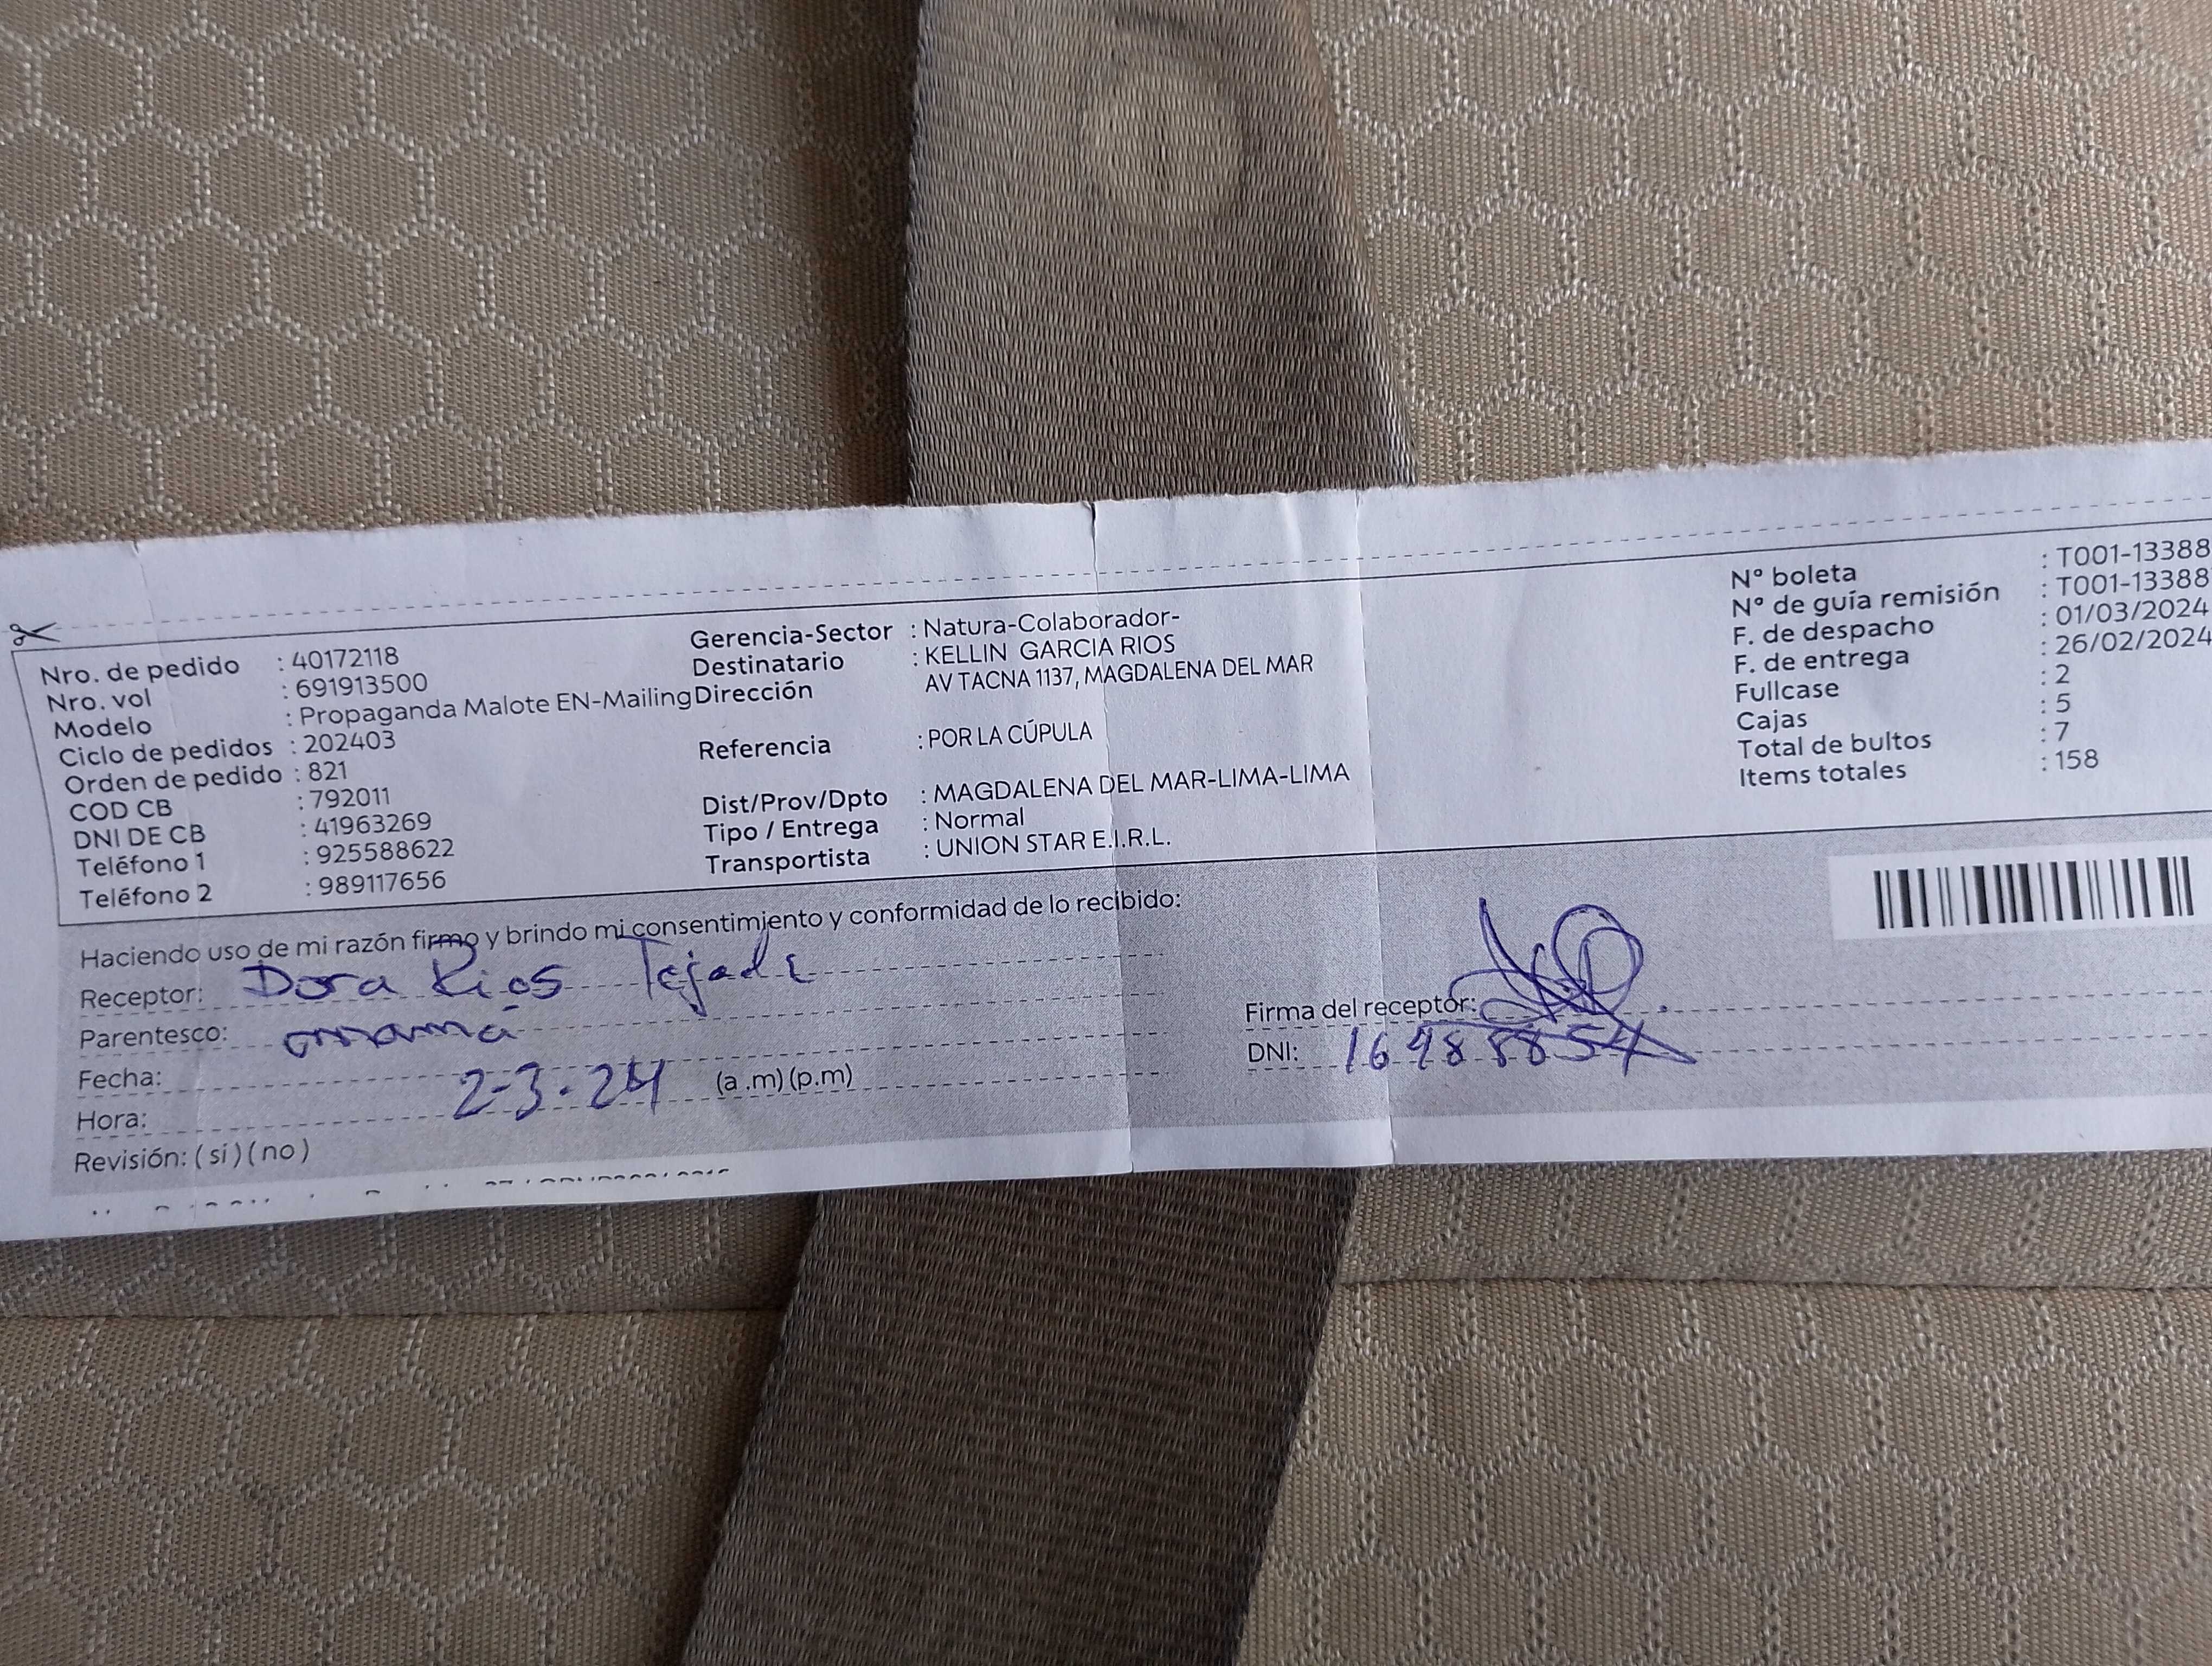 Nro. de pedido : 40172118
Nro. vol : 691913500
Modelo : Propaganda Malote EN-Mailing
Ciclo de pedidos : 202403
Orden de pedido : 821
COD CB : 792011
DNI DE CB : 41963269
Teléfono 1 : 925588622
Teléfono 2 : 989117656
Gerencia-Sector : Natura-Colaborador-
Destinatario : KELLIN GARCIA RIOS
Dirección AV TACNA 1137, MAGDALENA DEL MAR
Referencia : POR LA CÚPULA
Dist/Prov/Dpto : MAGDALENA DEL MAR-LIMA-LIMA
Tipo / Entrega : Normal
Transportista : UNION STAR E.I.R.L.
Nº boleta : T001-13388
Nº de guía remisión : T001-13388
F. de despacho : 01/03/2024
F. de entrega : 26/02/2024
Fullcase : 2
Cajas : 5
Total de bultos : 7
Items totales : 158
Haciendo uso de mi razón firmo y brindo mi consentimiento y conformidad de lo recibido:
Receptor: Dora Rios Tejada
Parentesco: mamá
Fecha:
Hora: 2-3-24 (a .m) (p.m)
Revisión: ( sí ) ( no )
Firma del receptor:
DNI: